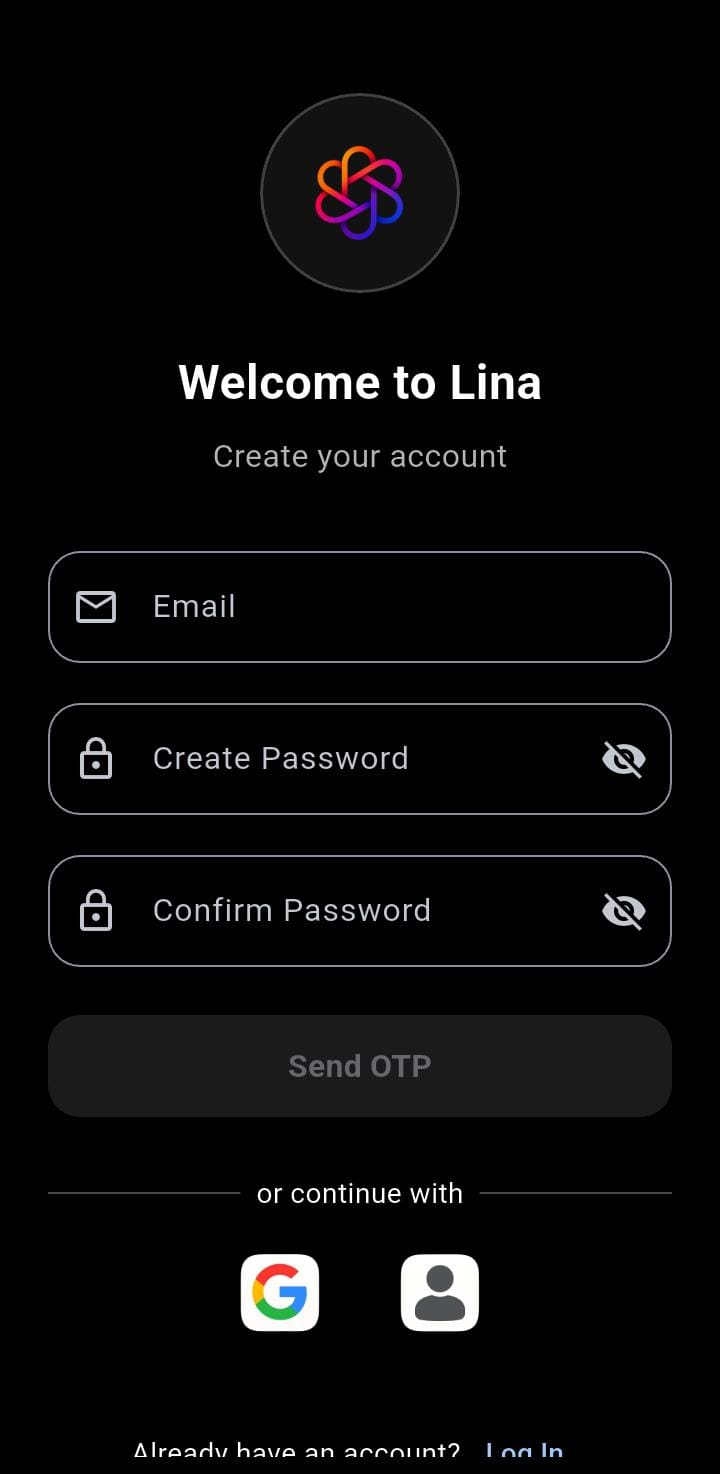 Welcome to Lina
Create your account
Email
Create Password
Confirm Password
Send OTP
or continue with
Already have an account? Log In